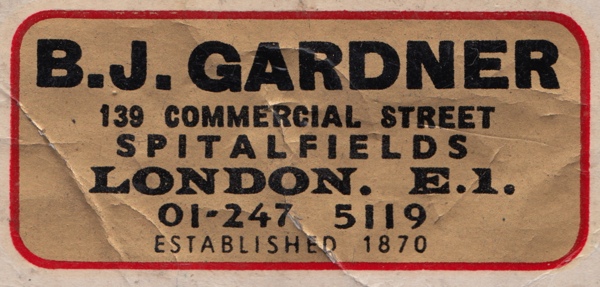 B.J. GARDNER
139 COMMERCIAL STREET
SPITALFIELDS
LONDON. E.1.
01-247 5119
ESTABLISHED 1870